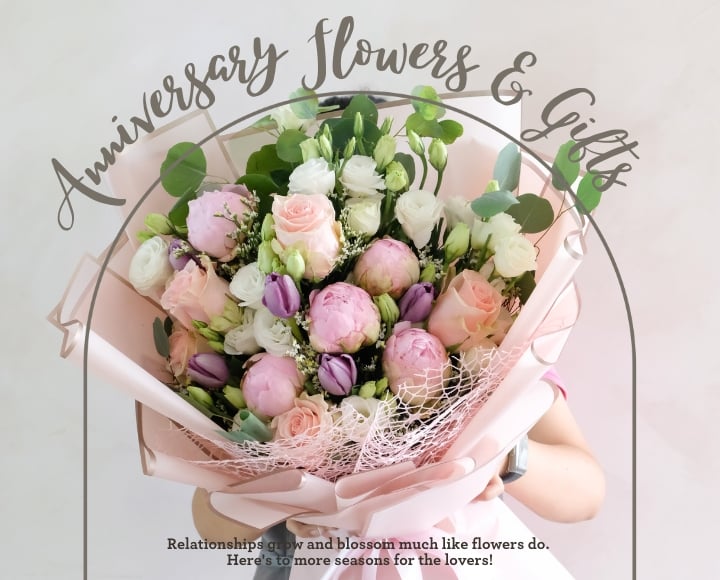 Anniversary Flowers & Gifts
Relationships grow and blossom much like flowers do.
Here's to more seasons for the lovers!